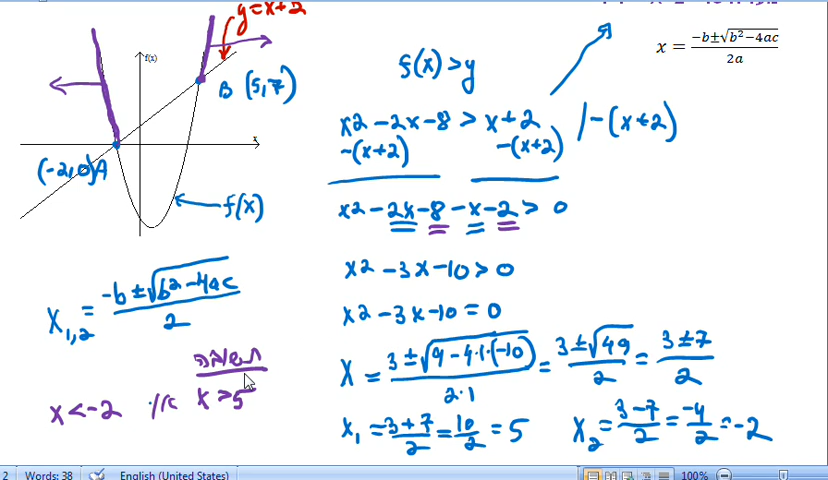 y=x+2
f(x)
x
B (5,7)
(-2,0)A
f(x)
x = (-b±√(b²-4ac))/2a
f(x)>y
x2-2x-8 > x+2 /-(x+2)
-(x+2) -(x+2)
x2-2x-8-x-2> 0
x2-3x-10>0
x2-3x-10=0
x₁,₂ = (-b±√(b2-4ac))/2
x = (3±√(9-4·1·(-10)))/(2·1) = (3±√49)/2 = (3±7)/2
x₁ = (3+7)/2 = 10/2 = 5 x₂ = (3-7)/2 = -4/2 = -2
תשובה
x<-2 או x>5
2 Words: 38 English (United States) 100%